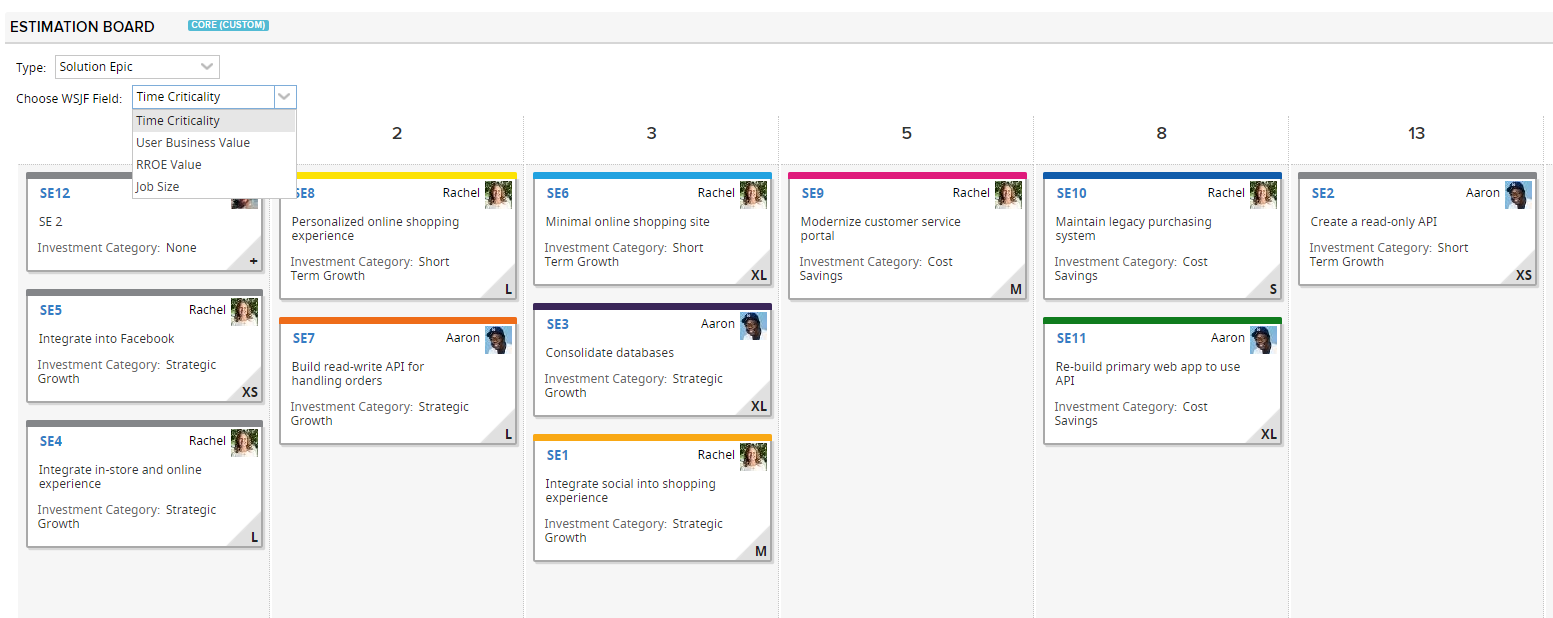 ESTIMATION BOARD CORE (CUSTOM)
Type: Solution Epic
Choose WSJF Field: Time Criticality
Time Criticality
User Business Value
RROE Value
Job Size
2
3
5
8
13
SE12
SE 2
Investment Category: None
+
SE5 Rachel
Integrate into Facebook
Investment Category: Strategic
Growth
XS
SE4 Rachel
Integrate in-store and online
experience
Investment Category: Strategic
Growth
L
SE8 Rachel
Personalized online shopping
experience
Investment Category: Short
Term Growth
L
SE7 Aaron
Build read-write API for
handling orders
Investment Category: Strategic
Growth
L
SE6 Rachel
Minimal online shopping site
Investment Category: Short
Term Growth
XL
SE3 Aaron
Consolidate databases
Investment Category: Strategic
Growth
XL
SE1 Rachel
Integrate social into shopping
experience
Investment Category: Strategic
Growth
M
SE9 Rachel
Modernize customer service
portal
Investment Category: Cost
Savings
M
SE10 Rachel
Maintain legacy purchasing
system
Investment Category: Cost
Savings
S
SE11 Aaron
Re-build primary web app to use
API
Investment Category: Cost
Savings
XL
SE2 Aaron
Create a read-only API
Investment Category: Short
Term Growth
XS